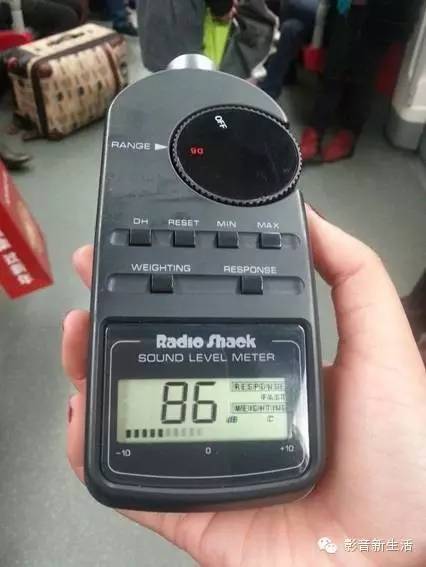 OFF
RANGE
90
DH RESET MIN MAX
WEIGHTING RESPONSE
Radio Shack
SOUND LEVEL METER
86
RESPONSE
FAST
WEIGHTING
dB C
-10 0 +10
影音新生活